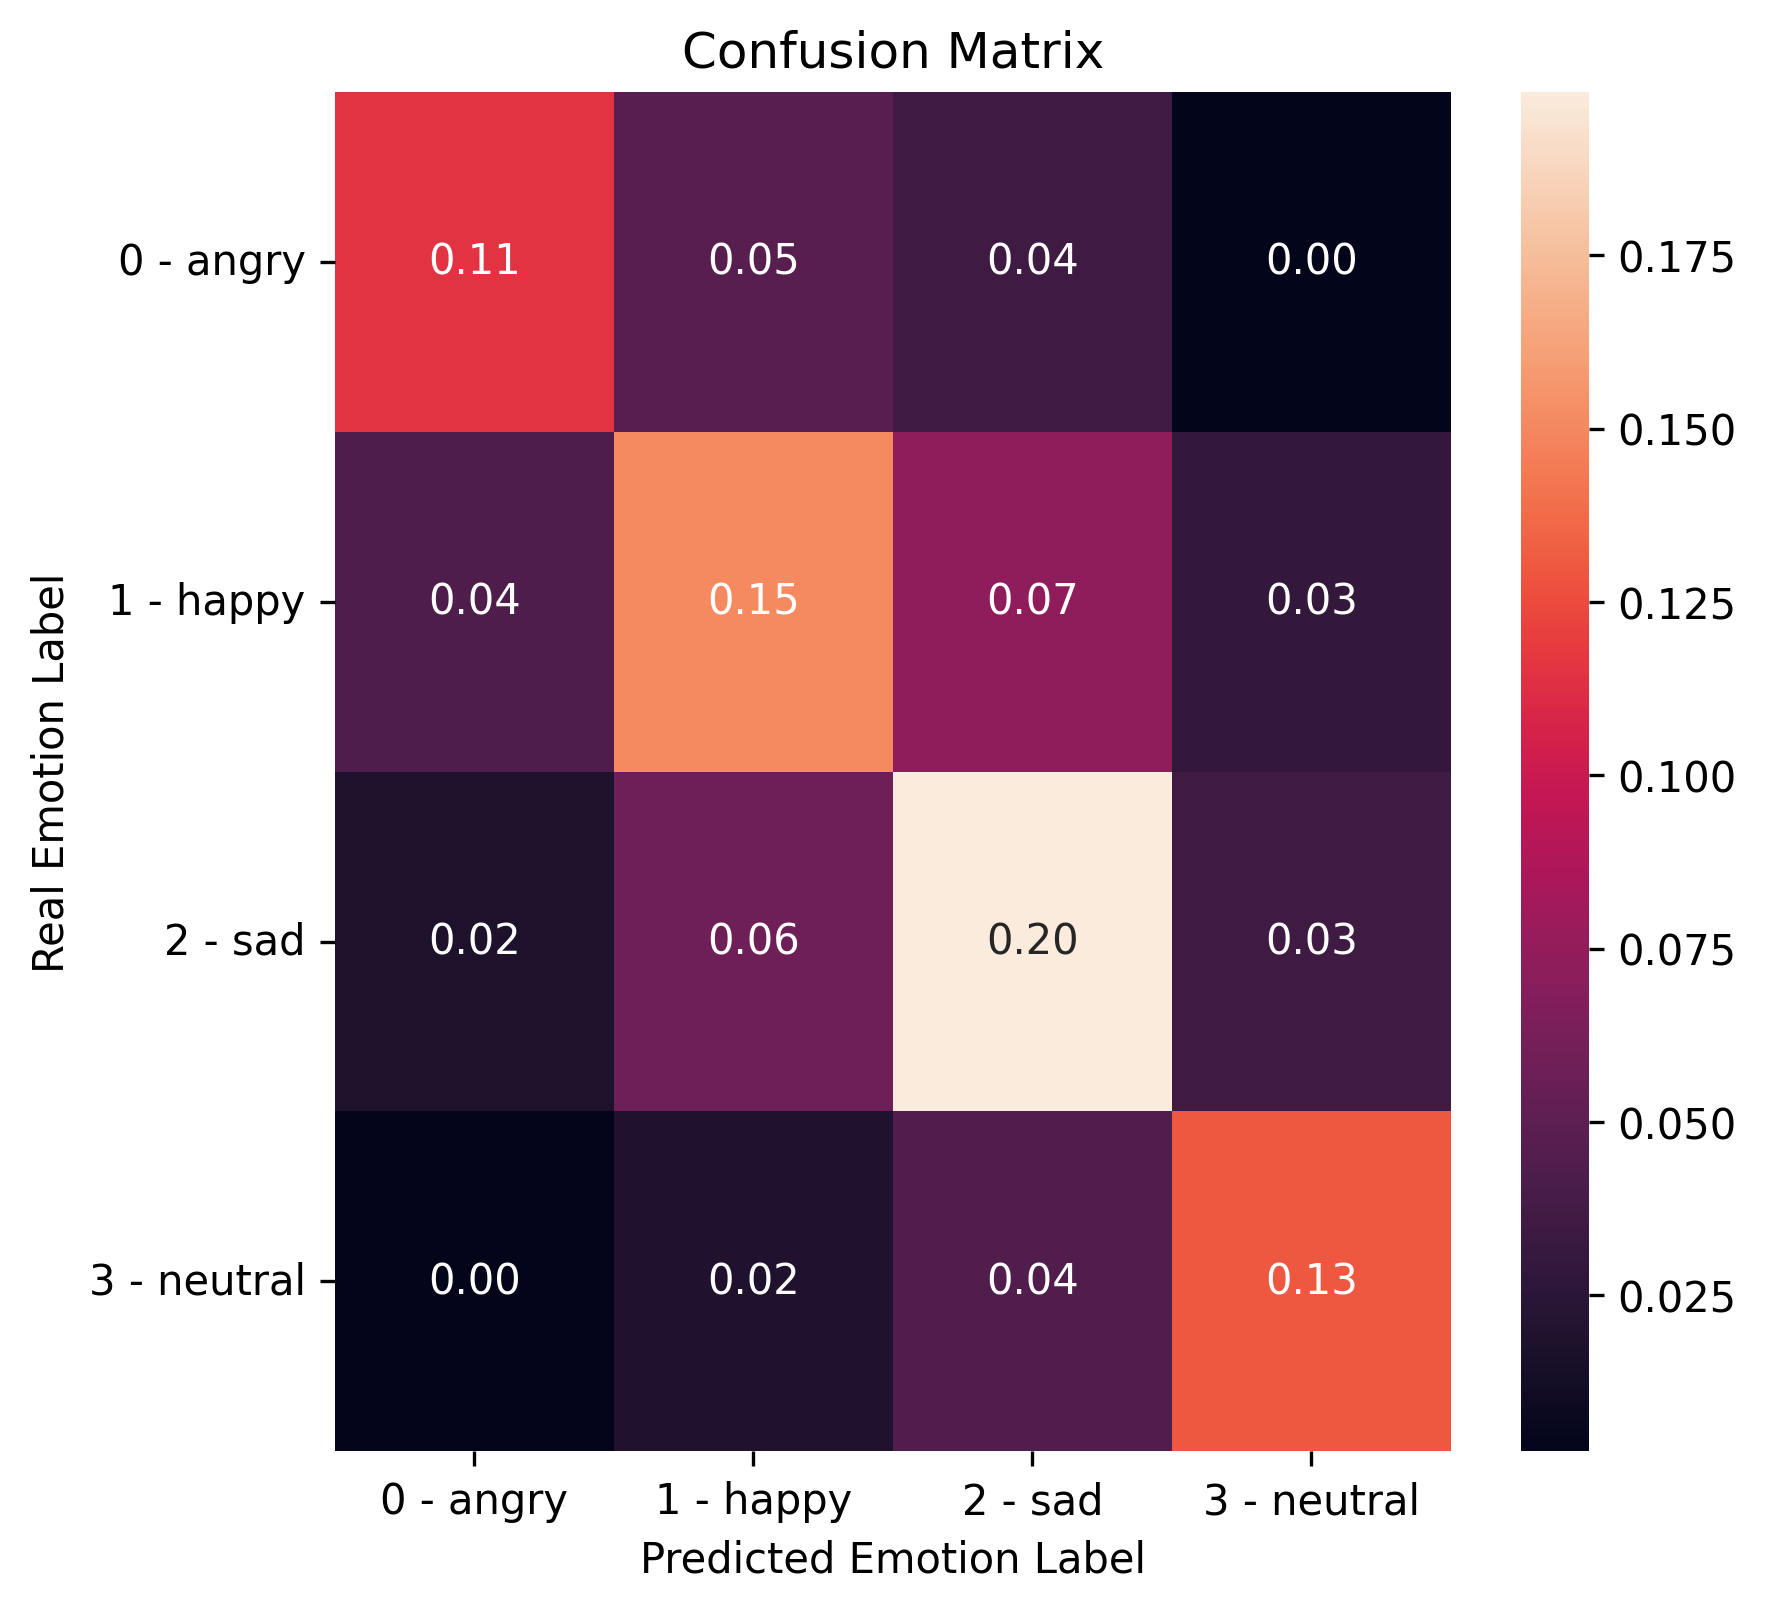 Confusion Matrix
Real Emotion Label
0 - angry 0.11 0.05 0.04 0.00
1 - happy 0.04 0.15 0.07 0.03
2 - sad 0.02 0.06 0.20 0.03
3 - neutral 0.00 0.02 0.04 0.13
0 - angry 1 - happy 2 - sad 3 - neutral
Predicted Emotion Label
0.175
0.150
0.125
0.100
0.075
0.050
0.025